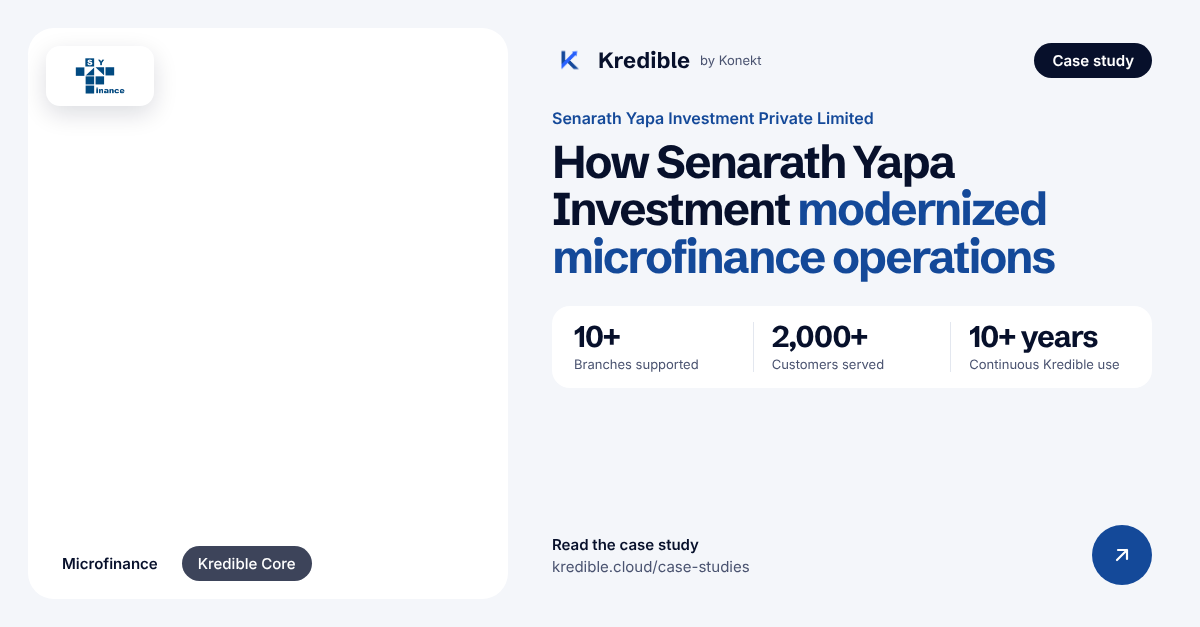 S Y
inance
Microfinance
Kredible Core
Kredible by Konekt
Case study
Senarath Yapa Investment Private Limited
How Senarath Yapa
Investment modernized
microfinance operations
10+
Branches supported
2,000+
Customers served
10+ years
Continuous Kredible use
Read the case study
kredible.cloud/case-studies